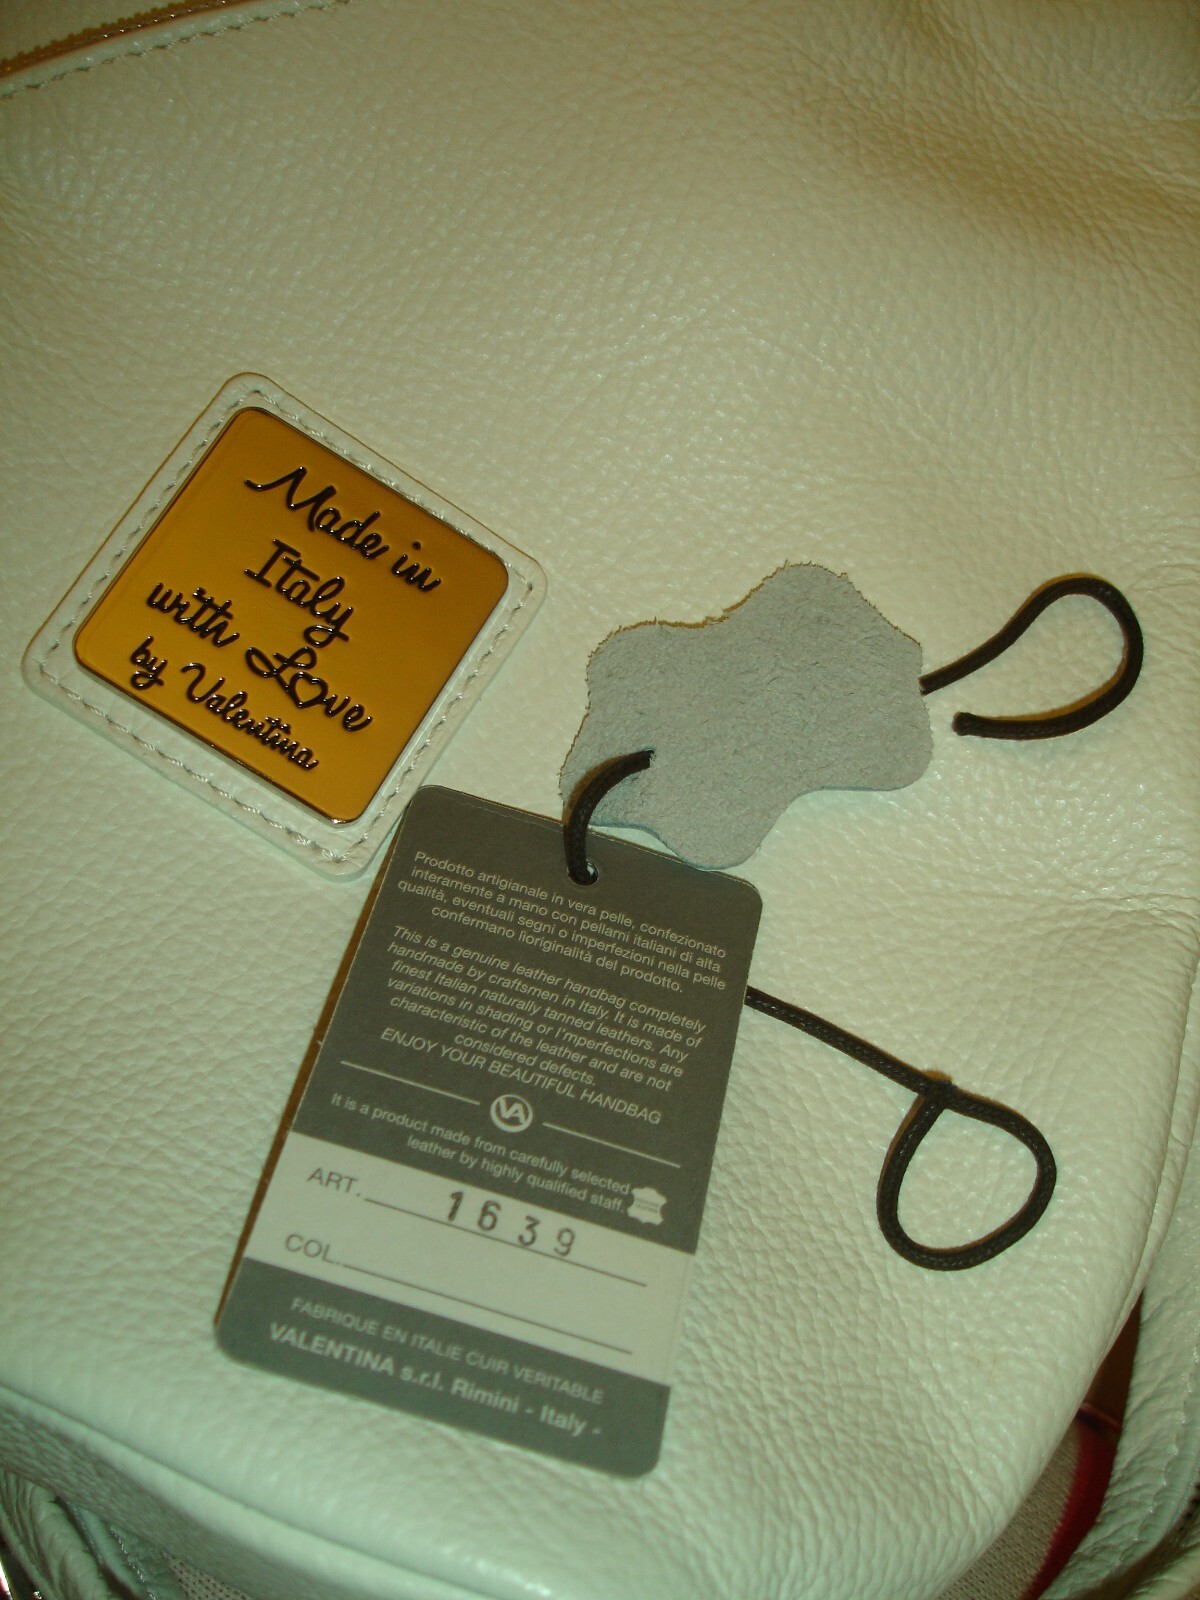 Made in
Italy
with Love
by Valentina
Prodotto artigianale in vera pelle, confezionato
interamente a mano con pellami italiani di alta
qualità, eventuali segni o imperfezioni nella pelle
confermano lìoriginalità del prodotto.
This is a genuine leather handbag completely
handmade by craftsmen in Italy. It is made of
finest Italian naturally tanned leathers. Any
variations in shading or I'mperfections are
characteristic of the leather and are not
considered defects.
ENJOY YOUR BEAUTIFUL HANDBAG
VA
It is a product made from carefully selected
leather by highly qualified staff.
ART. 1639
COL.
FABRIQUE EN ITALIE CUIR VERITABLE
VALENTINA s.r.l. Rimini - Italy -